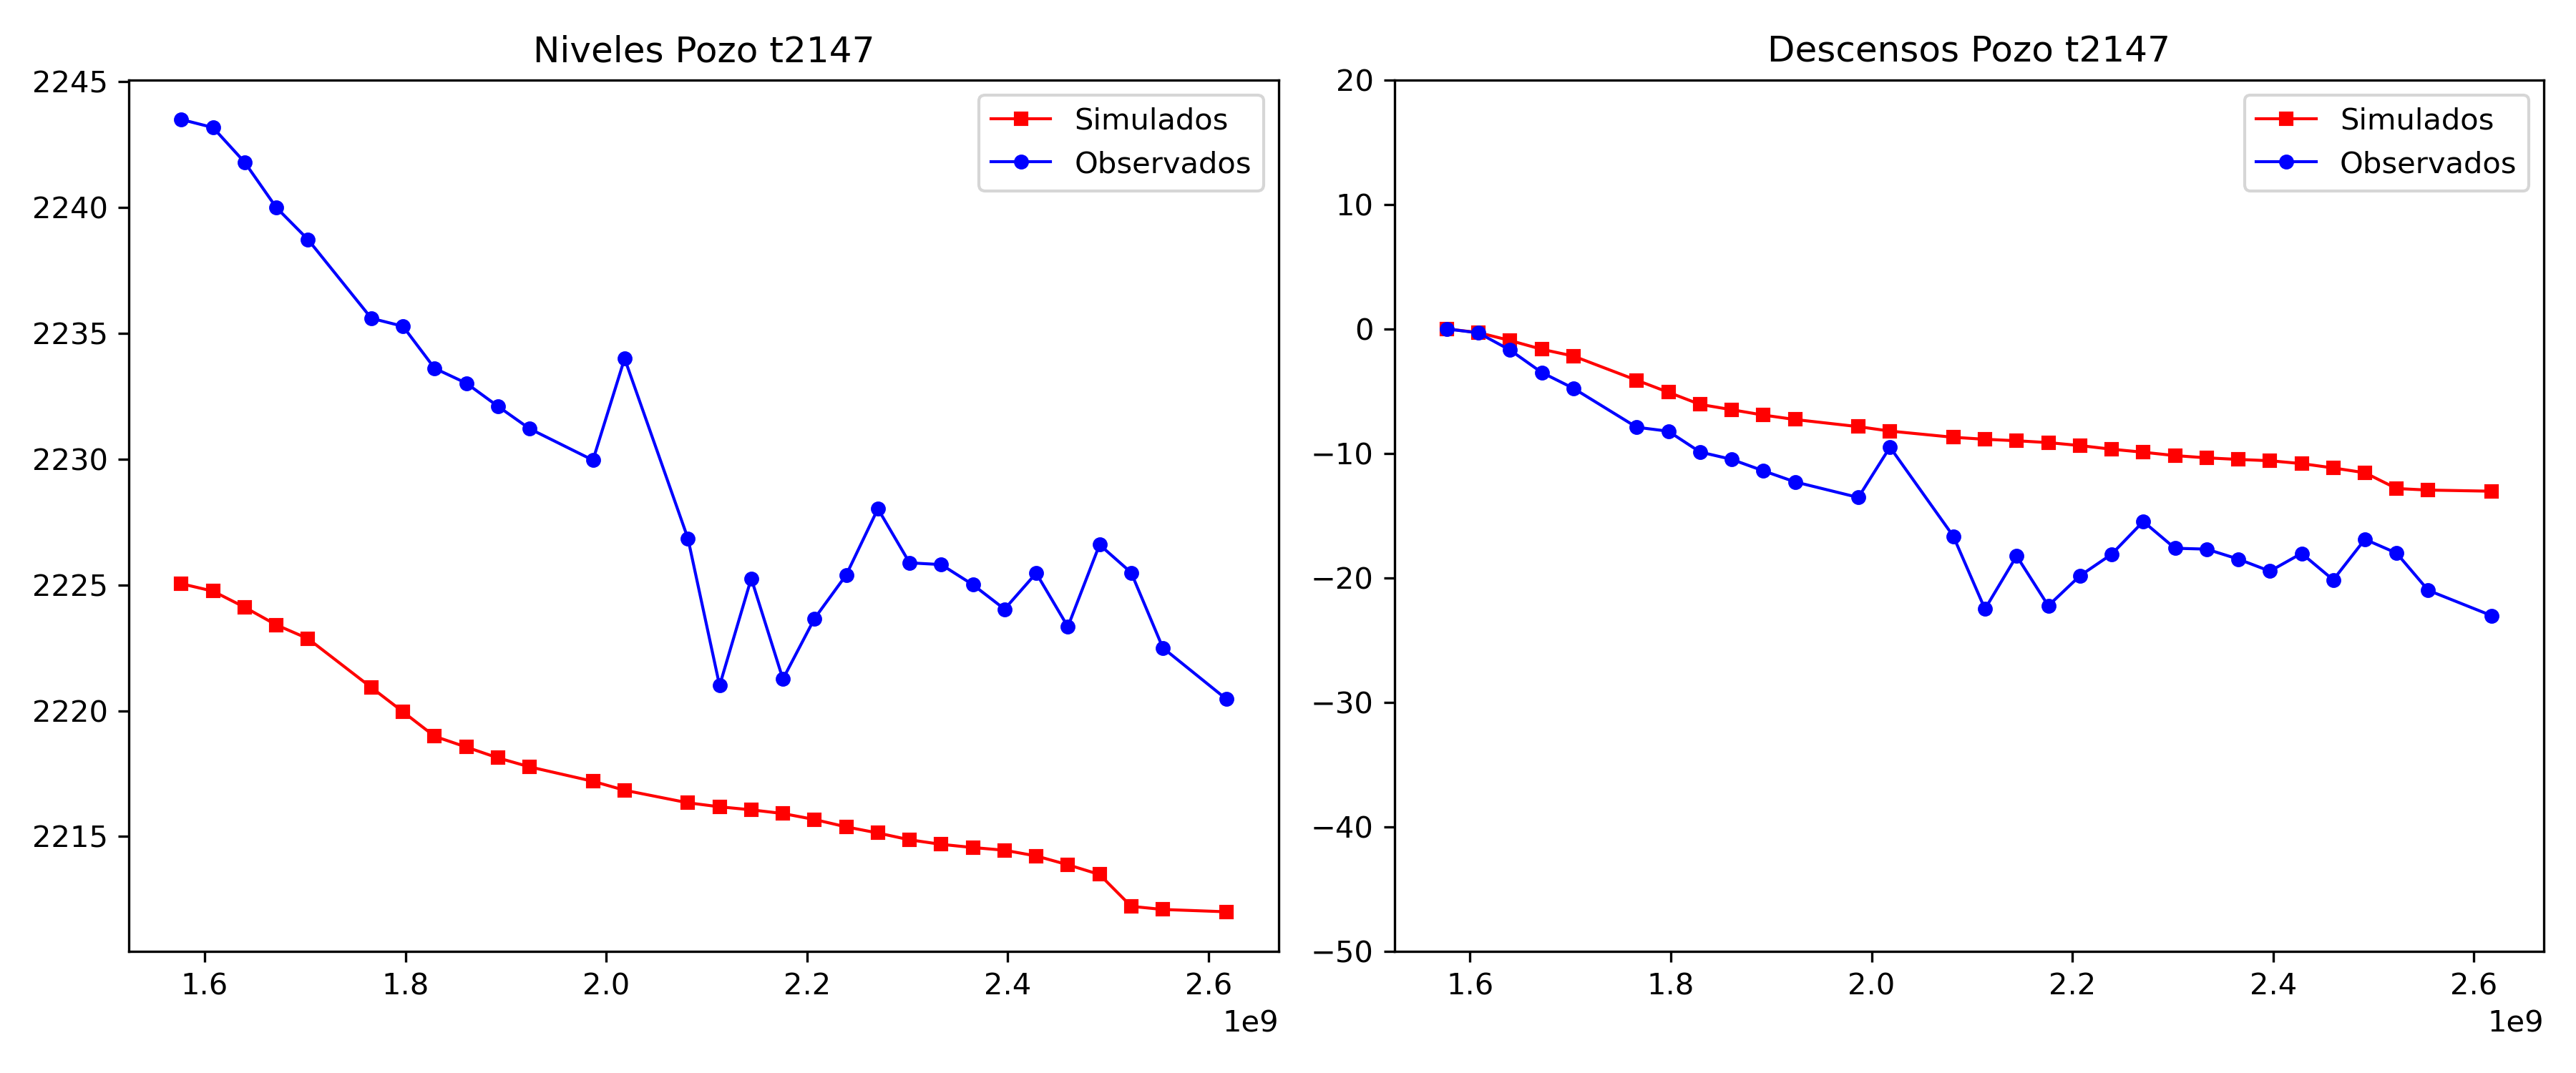 Niveles Pozo t2147
2245
2240
2235
2230
2225
2220
2215
1.6 1.8 2.0 2.2 2.4 2.6
1e9
Simulados
Observados
Descensos Pozo t2147
20
10
0
−10
−20
−30
−40
−50
1.6 1.8 2.0 2.2 2.4 2.6
1e9
Simulados
Observados